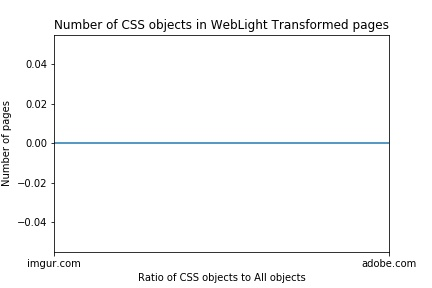 Number of CSS objects in WebLight Transformed pages
0.04
0.02
0.00
−0.02
−0.04
Number of pages
imgur.com
adobe.com
Ratio of CSS objects to All objects